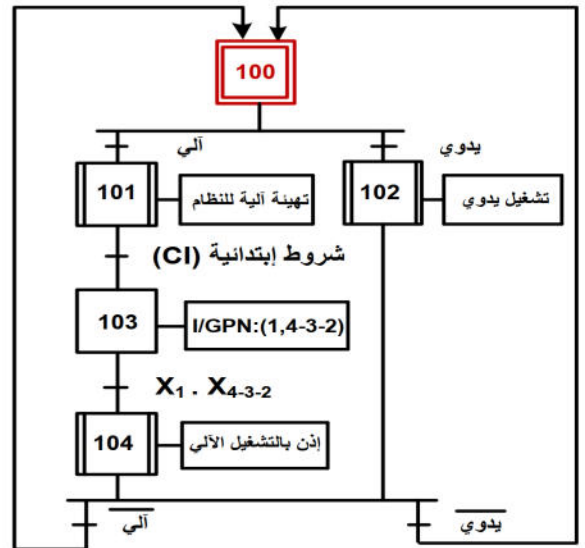 100
آلي
يدوي
101
تهيئة آلية للنظام
102
تشغيل يدوي
شروط إبتدائية (CI)
103
I/GPN:(1,4-3-2)
X₁ . X₄₋₃₋₂
104
إذن بالتشغيل الآلي
آلي
يدوي